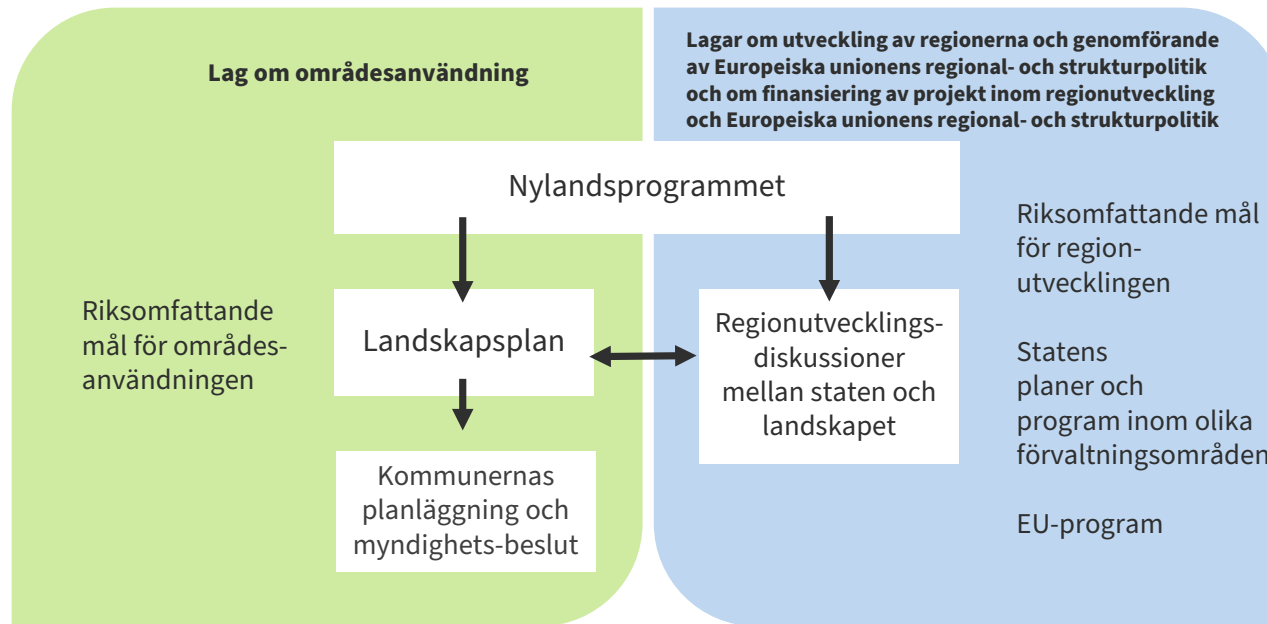 Lag om områdesanvändning
Lagar om utveckling av regionerna och genomförande
av Europeiska unionens regional- och strukturpolitik
och om finansiering av projekt inom regionutveckling
och Europeiska unionens regional- och strukturpolitik
Nylandsprogrammet
Riksomfattande
mål för områdes-
användningen
Landskapsplan
Regionutvecklings-
diskussioner
mellan staten och
landskapet
Kommunernas
planläggning och
myndighets-beslut
Riksomfattande mål
för region-
utvecklingen
Statens
planer och
program inom olika
förvaltningsområden
EU-program